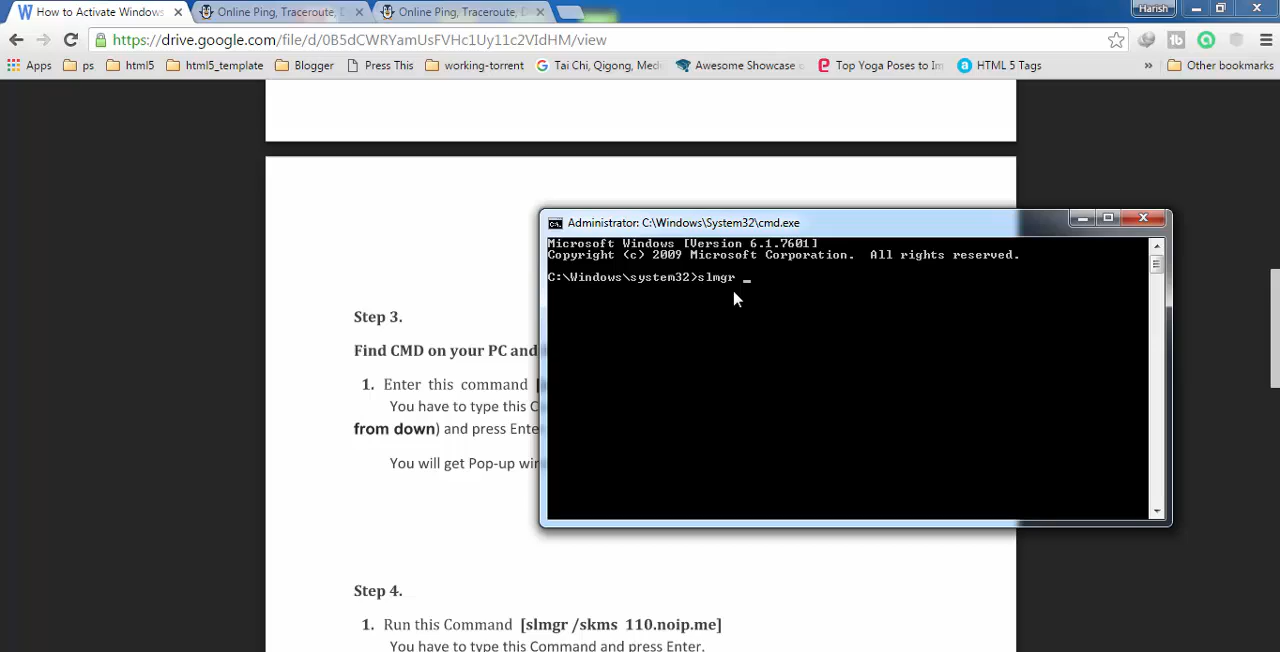 How to Activate Windows
Online Ping, Traceroute, D
Online Ping, Traceroute, D
Harish
https://drive.google.com/file/d/0B5dCWRYamUsFVHc1Uy11c2VIdHM/view
Apps
ps
html5
html5_template
Blogger
Press This
working-torrent
Tai Chi, Qigong, Med
Awesome Showcase
Top Yoga Poses to Im
HTML 5 Tags
»
Other bookmarks
Administrator: C:\Windows\System32\cmd.exe
Microsoft Windows [Version 6.1.7601]
Copyright (c) 2009 Microsoft Corporation. All rights reserved.
C:\Windows\system32>slmgr _
Step 3.
Find CMD on your PC and
1. Enter this command
You have to type this C
from down) and press Ente
You will get Pop-up win
Step 4.
1. Run this Command [slmgr /skms 110.noip.me]
You have to type this Command and press Enter.